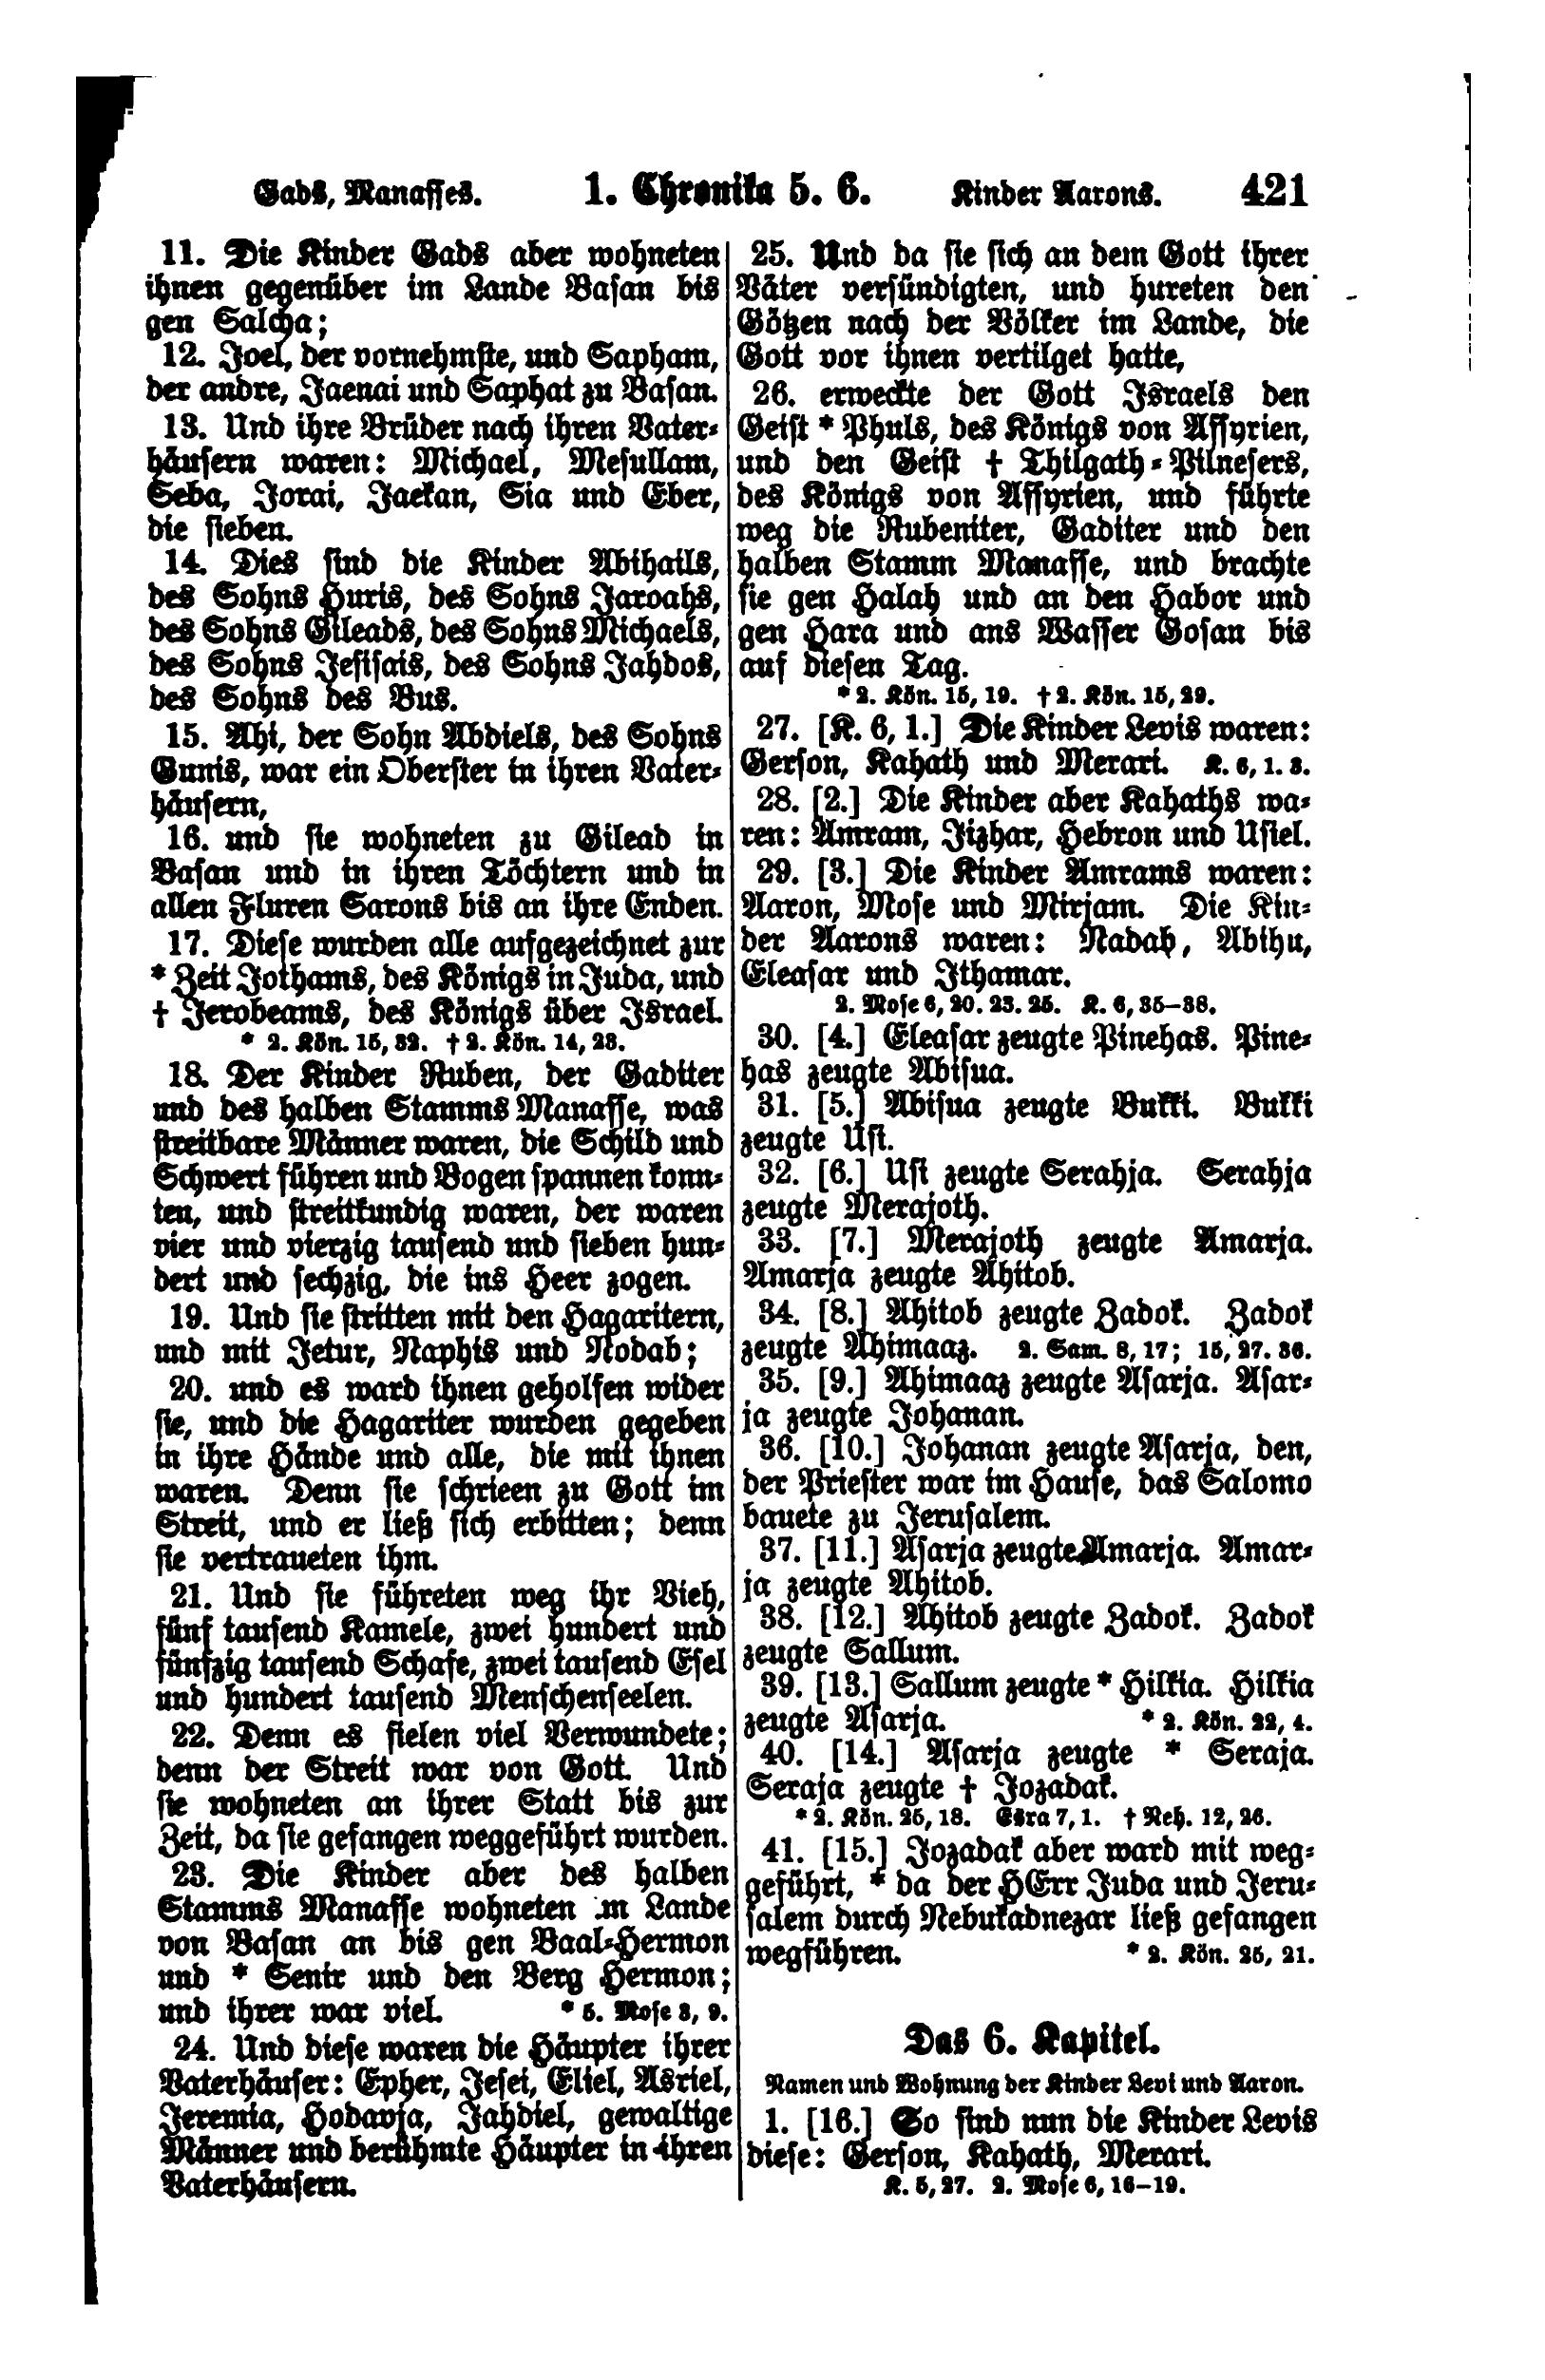 Gads, Manasses. 1. Chronika 5. 6. Kinder Aarons. 421
11. Die Kinder Gads aber wohneten
ihnen gegenüber im Lande Basan bis
gen Salcha;
12. Joel, der vornehmste, und Sapham,
der andre, Jaenai und Saphat zu Basan.
13. Und ihre Brüder nach ihren Vater-
häusern waren: Michael, Mesullam,
Seba, Jorai, Jaekan, Sia und Eber,
die sieben.
14. Dies sind die Kinder Abihails,
des Sohns Huris, des Sohns Jaroahs,
des Sohns Gileads, des Sohns Michaels,
des Sohns Jesisais, des Sohns Jahdos,
des Sohns des Bus.
15. Ahi, der Sohn Abdiels, des Sohns
Gunis, war ein Oberster in ihren Vater-
häusern,
16. und sie wohneten zu Gilead in
Basan und in ihren Töchtern und in
allen Fluren Sarons bis an ihre Enden.
17. Diese wurden alle aufgezeichnet zur
* Zeit Jothams, des Königs in Juda, und
† Jerobeams, des Königs über Israel.
* 2. Kön. 15, 32. † 2. Kön. 14, 23.
18. Der Kinder Ruben, der Gaditer
und des halben Stamms Manasse, was
streitbare Männer waren, die Schild und
Schwert führen und Bogen spannen konn-
ten, und streitkundig waren, der waren
vier und vierzig tausend und sieben hun-
dert und sechzig, die ins Heer zogen.
19. Und sie stritten mit den Hagaritern,
und mit Jetur, Naphis und Nodab;
20. und es ward ihnen geholfen wider
sie, und die Hagariter wurden gegeben
in ihre Hände und alle, die mit ihnen
waren. Denn sie schrieen zu Gott im
Streit, und er ließ sich erbitten; denn
sie vertraueten ihm.
21. Und sie führeten weg ihr Vieh,
fünf tausend Kamele, zwei hundert und
fünfzig tausend Schafe, zwei tausend Esel
und hundert tausend Menschenseelen.
22. Denn es fielen viel Verwundete;
denn der Streit war von Gott. Und
sie wohneten an ihrer Statt bis zur
Zeit, da sie gefangen weggeführt wurden.
23. Die Kinder aber des halben
Stamms Manasse wohneten im Lande
von Basan an bis gen Baal-Hermon
und * Senir und den Berg Hermon;
und ihrer war viel. * 5. Mose 3, 9.
24. Und diese waren die Häupter ihrer
Vaterhäuser: Epher, Jesei, Eliel, Asriel,
Jeremia, Hodavja, Jahdiel, gewaltige
Männer und berühmte Häupter in ihren
Vaterhäusern.
25. Und da sie sich an dem Gott ihrer
Väter versündigten, und hureten den
Götzen nach der Völker im Lande, die
Gott vor ihnen vertilget hatte,
26. erweckte der Gott Israels den
Geist * Phuls, des Königs von Assyrien,
und den Geist † Thilgath-Pilnesers,
des Königs von Assyrien, und führte
weg die Rubeniter, Gaditer und den
halben Stamm Manasse, und brachte
sie gen Halah und an den Habor und
gen Hara und ans Wasser Gosan bis
auf diesen Tag.
* 2. Kön. 15, 19. † 2. Kön. 15, 29.
27. [K. 6, 1.] Die Kinder Levis waren:
Gerson, Kahath und Merari. K. 6, 1. 3.
28. [2.] Die Kinder aber Kahaths wa-
ren: Amram, Jizhar, Hebron und Usiel.
29. [3.] Die Kinder Amrams waren:
Aaron, Mose und Mirjam. Die Kin-
der Aarons waren: Nadab, Abihu,
Eleasar und Ithamar.
2. Mose 6, 20. 23. 25. K. 6, 35–38.
30. [4.] Eleasar zeugte Pinehas. Pine-
has zeugte Abisua.
31. [5.] Abisua zeugte Bukki. Bukki
zeugte Usi.
32. [6.] Usi zeugte Serahja. Serahja
zeugte Merajoth.
33. [7.] Merajoth zeugte Amarja.
Amarja zeugte Ahitob.
34. [8.] Ahitob zeugte Zadok. Zadok
zeugte Ahimaaz. 2. Sam. 8, 17; 15, 27. 36.
35. [9.] Ahimaaz zeugte Asarja. Asar-
ja zeugte Johanan.
36. [10.] Johanan zeugte Asarja, den,
der Priester war im Hause, das Salomo
bauete zu Jerusalem.
37. [11.] Asarja zeugte Amarja. Amar-
ja zeugte Ahitob.
38. [12.] Ahitob zeugte Zadok. Zadok
zeugte Sallum.
39. [13.] Sallum zeugte * Hilkia. Hilkia
zeugte Asarja. * 2. Kön. 22, 4.
40. [14.] Asarja zeugte * Seraja.
Seraja zeugte † Jozadak.
* 2. Kön. 25, 18. Esra 7, 1. † Neh. 12, 26.
41. [15.] Jozadak aber ward mit weg-
geführt, * da der HErr Juda und Jeru-
salem durch Nebukadnezar ließ gefangen
wegführen. * 2. Kön. 25, 21.
Das 6. Kapitel.
Namen und Wohnung der Kinder Levi und Aaron.
1. [16.] So sind nun die Kinder Levis
diese: Gerson, Kahath, Merari.
K. 5, 27. 2. Mose 6, 16–19.